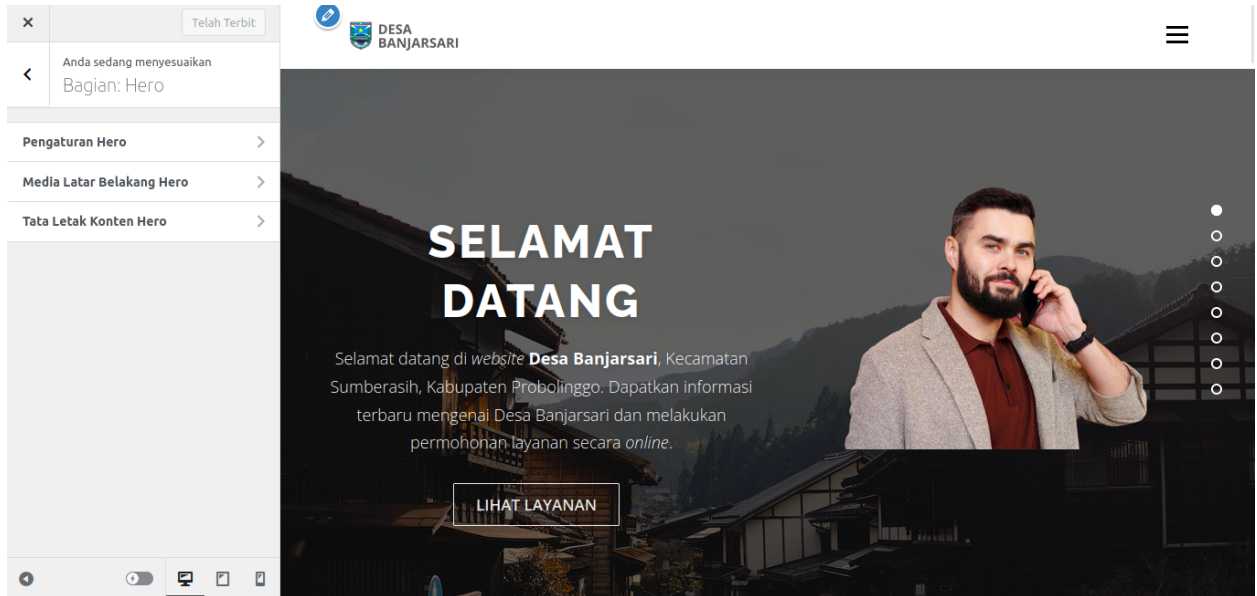 Telah Terbit
Anda sedang menyesuaikan
Bagian: Hero
Pengaturan Hero
Media Latar Belakang Hero
Tata Letak Konten Hero
DESA
BANJARSARI
SELAMAT
DATANG
Selamat datang di website Desa Banjarsari, Kecamatan
Sumberasih, Kabupaten Probolinggo. Dapatkan informasi
terbaru mengenai Desa Banjarsari dan melakukan
permohonan layanan secara online.
LIHAT LAYANAN